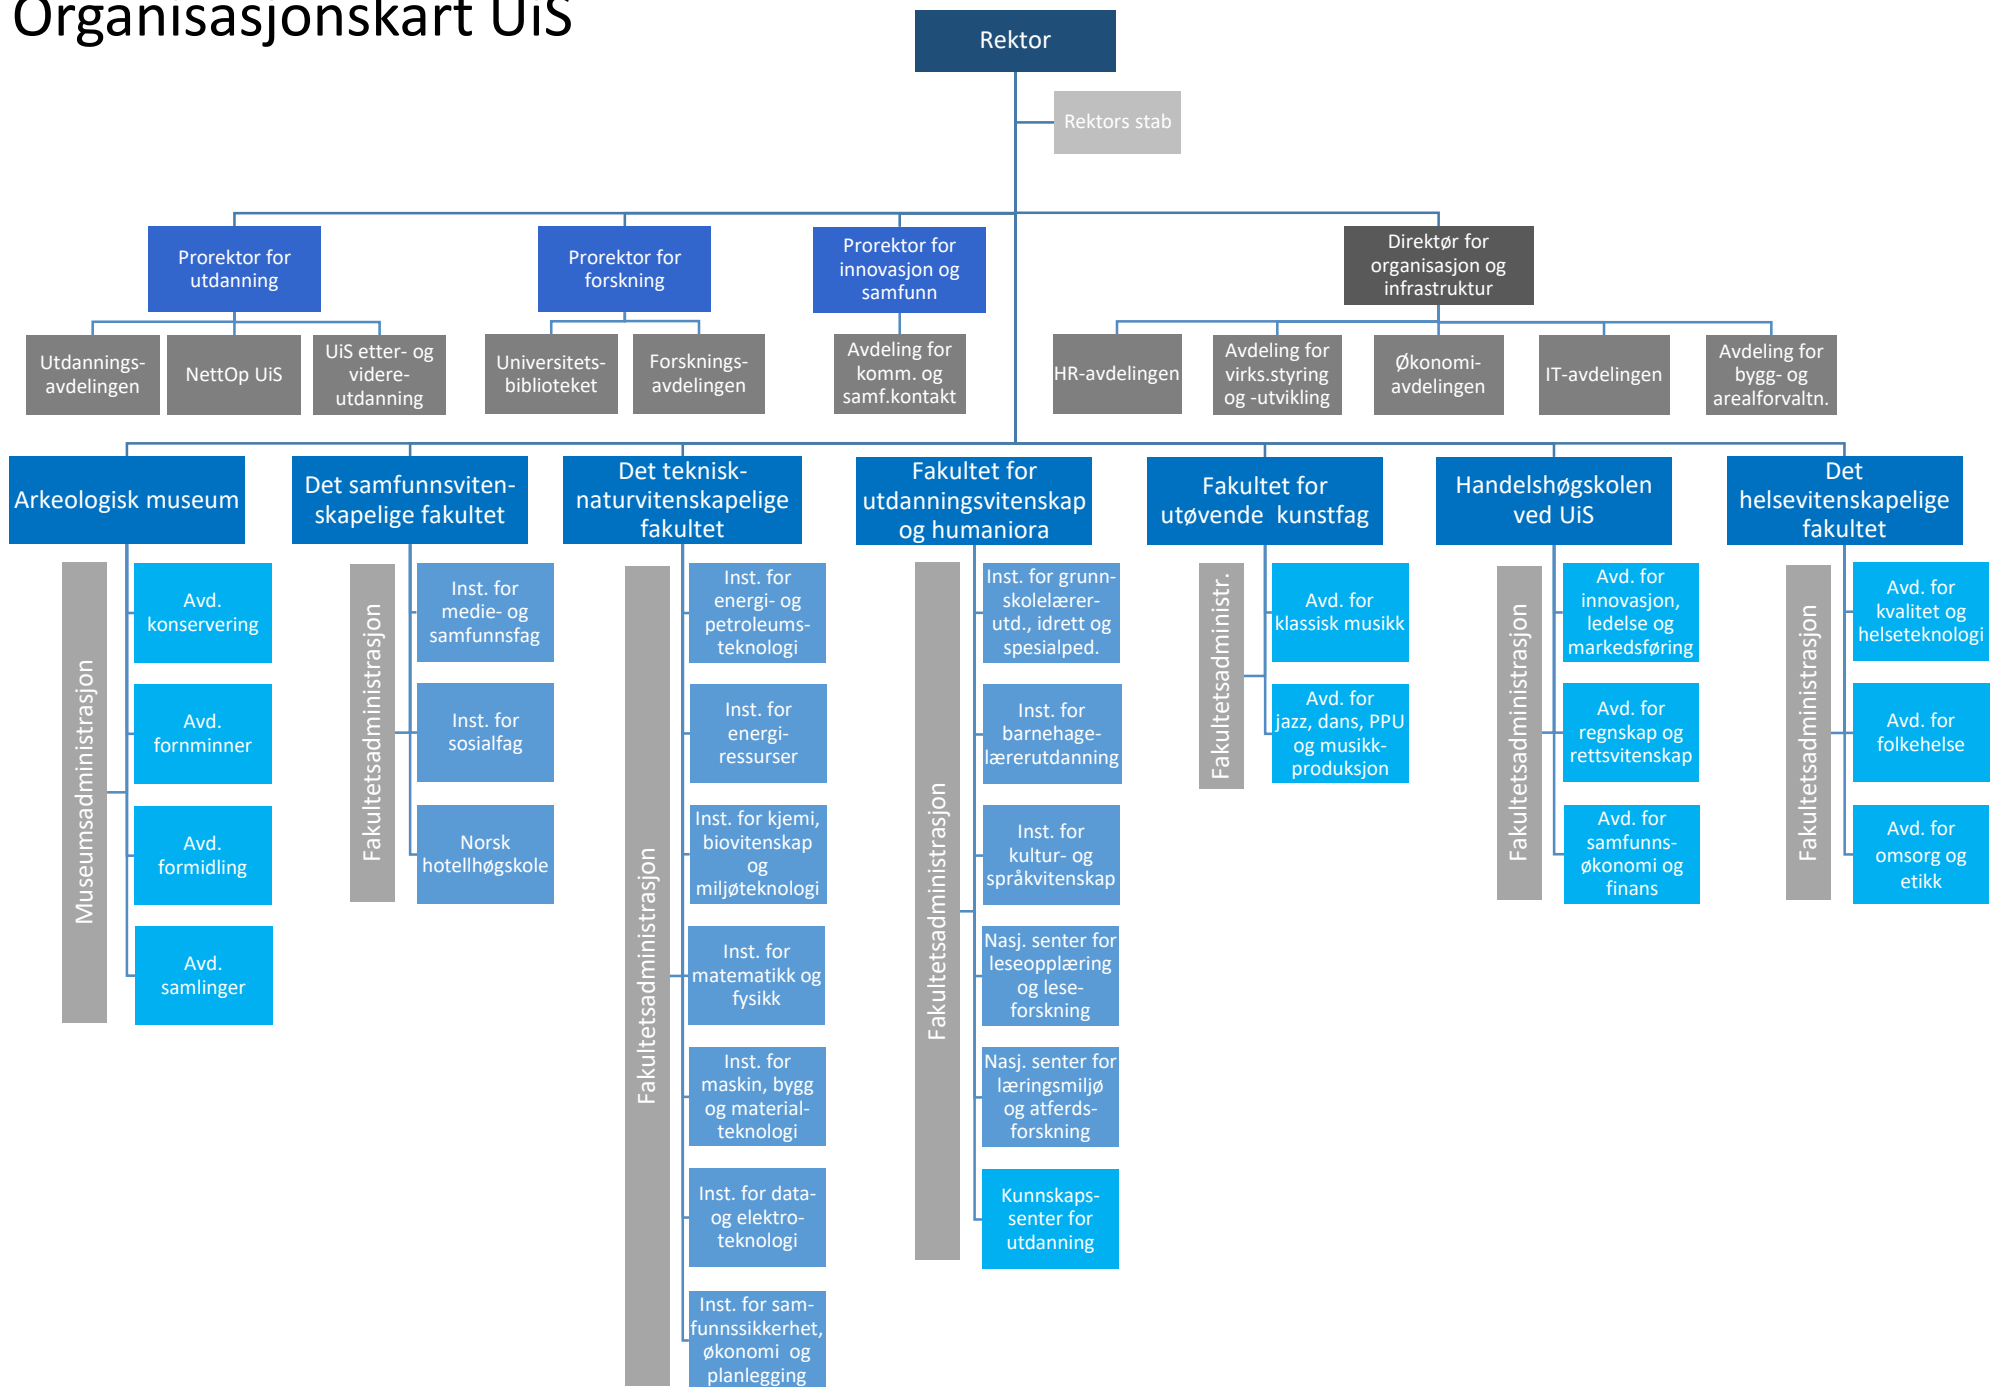 Organisasjonskart UiS
Rektor
Rektors stab
Prorektor for
utdanning
Prorektor for
forskning
Prorektor for
innovasjon og
samfunn
Direktør for
organisasjon og
infrastruktur
Utdannings-
avdelingen
NettOp UiS
UiS etter- og
videre-
utdanning
Universitets-
biblioteket
Forsknings-
avdelingen
Avdeling for
komm. og
samf.kontakt
HR-avdelingen
Avdeling for
virks.styring
og -utvikling
Økonomi-
avdelingen
IT-avdelingen
Avdeling for
bygg- og
arealforvaltn.
Arkeologisk museum
Det samfunnsviten-
skapelige fakultet
Det teknisk-
naturvitenskapelige
fakultet
Fakultet for
utdanningsvitenskap
og humaniora
Fakultet for
utøvende  kunstfag
Handelshøgskolen
ved UiS
Det
helsevitenskapelige
fakultet
Museumsadministrasjon
Avd.
konservering
Avd.
fornminner
Avd.
formidling
Avd.
samlinger
Fakultetsadministrasjon
Inst. for
medie- og
samfunnsfag
Inst. for
sosialfag
Norsk
hotellhøgskole
Fakultetsadministrasjon
Inst. for
energi- og
petroleums-
teknologi
Inst. for
energi-
ressurser
Inst. for kjemi,
biovitenskap
og
miljøteknologi
Inst. for
matematikk og
fysikk
Inst. for
maskin, bygg
og material-
teknologi
Inst. for data-
og elektro-
teknologi
Inst. for sam-
funnssikkerhet,
økonomi  og
planlegging
Fakultetsadministrasjon
Inst. for grunn-
skolelærer-
utd., idrett og
spesialped.
Inst. for
barnehage-
lærerutdanning
Inst. for
kultur- og
språkvitenskap
Nasj. senter for
leseopplæring
og lese-
forskning
Nasj. senter for
læringsmiljø
og atferds-
forskning
Kunnskaps-
senter for
utdanning
Fakultetsadministr.
Avd. for
klassisk musikk
Avd. for
jazz, dans, PPU
og musikk-
produksjon
Fakultetsadministrasjon
Avd. for
innovasjon,
ledelse og
markedsføring
Avd. for
regnskap og
rettsvitenskap
Avd. for
samfunns-
økonomi og
finans
Fakultetsadministrasjon
Avd. for
kvalitet og
helseteknologi
Avd. for
folkehelse
Avd. for
omsorg og
etikk